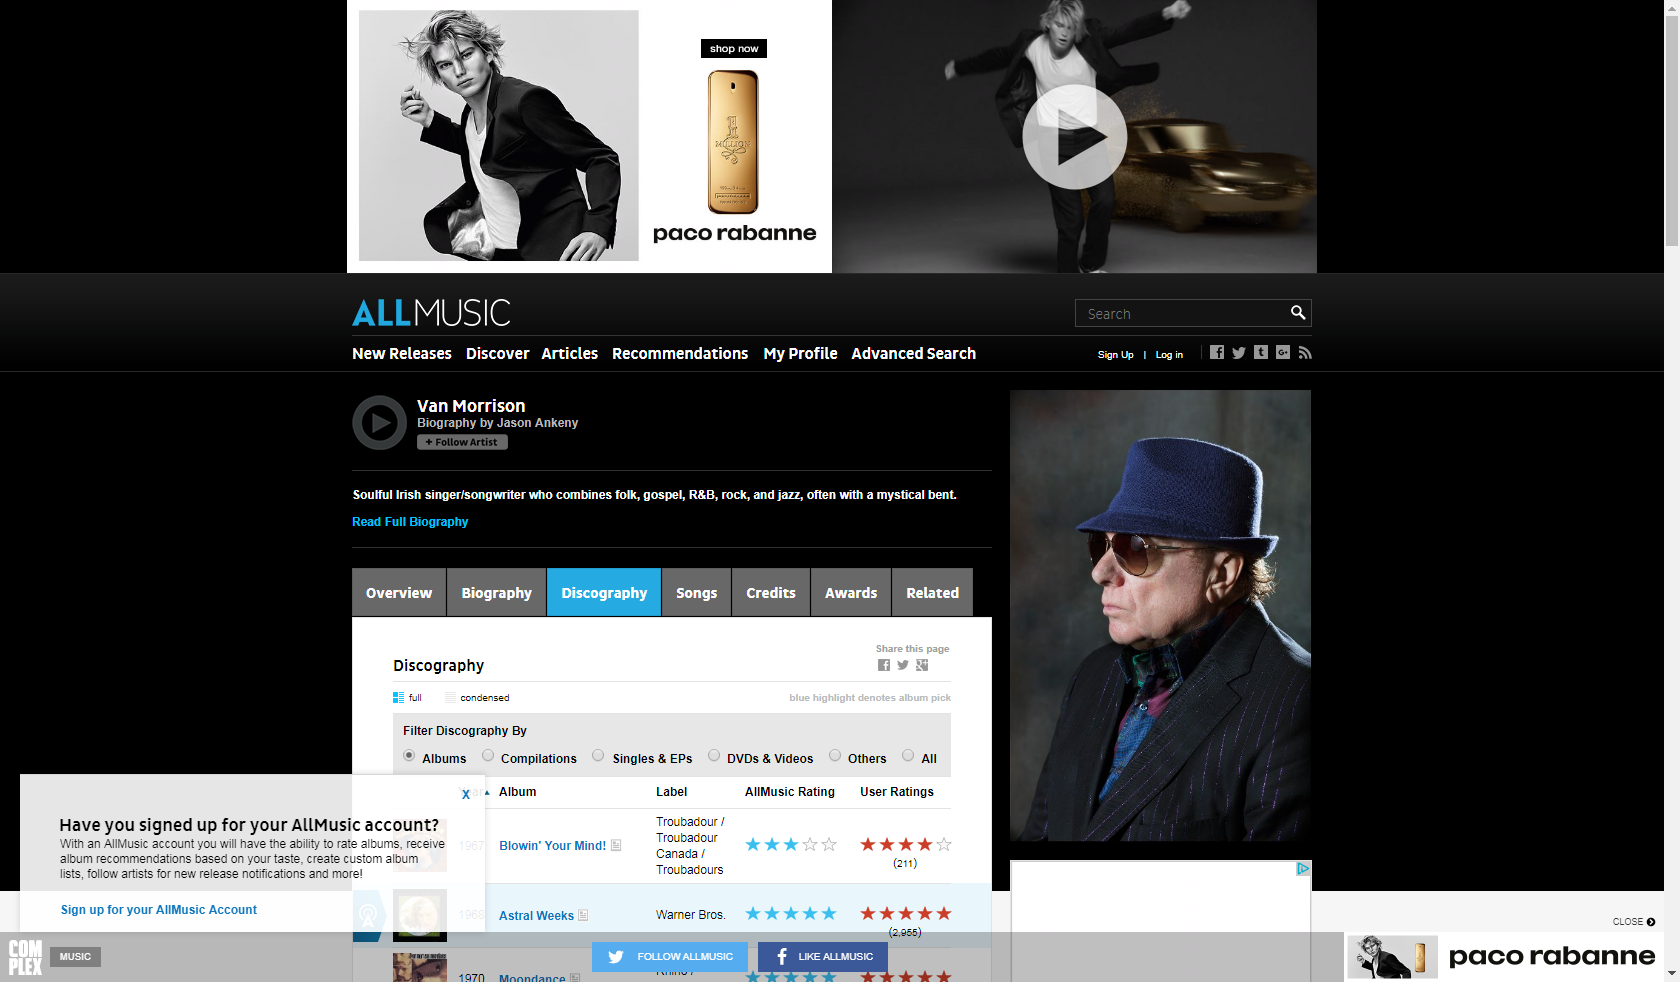 shop now
1
MILLION
paco rabanne
ALLMUSIC
Search
New Releases Discover Articles Recommendations My Profile Advanced Search
Sign Up | Log in
Van Morrison
Biography by Jason Ankeny
+ Follow Artist
Soulful Irish singer/songwriter who combines folk, gospel, R&B, rock, and jazz, often with a mystical bent.
Read Full Biography
Overview Biography Discography Songs Credits Awards Related
Share this page
Discography
full condensed blue highlight denotes album pick
Filter Discography By
Albums Compilations Singles & EPs DVDs & Videos Others All
Year Album Label AllMusic Rating User Ratings
1967 Blowin' Your Mind! Troubadour /
Troubadour
Canada /
Troubadours
(211)
1968 Astral Weeks Warner Bros.
(2,955)
1970 Moondance Rhino /
X
Have you signed up for your AllMusic account?
With an AllMusic account you will have the ability to rate albums, receive
album recommendations based on your taste, create custom album
lists, follow artists for new release notifications and more!
Sign up for your AllMusic Account
CLOSE
COM
PLEX
MUSIC
FOLLOW ALLMUSIC
LIKE ALLMUSIC
paco rabanne